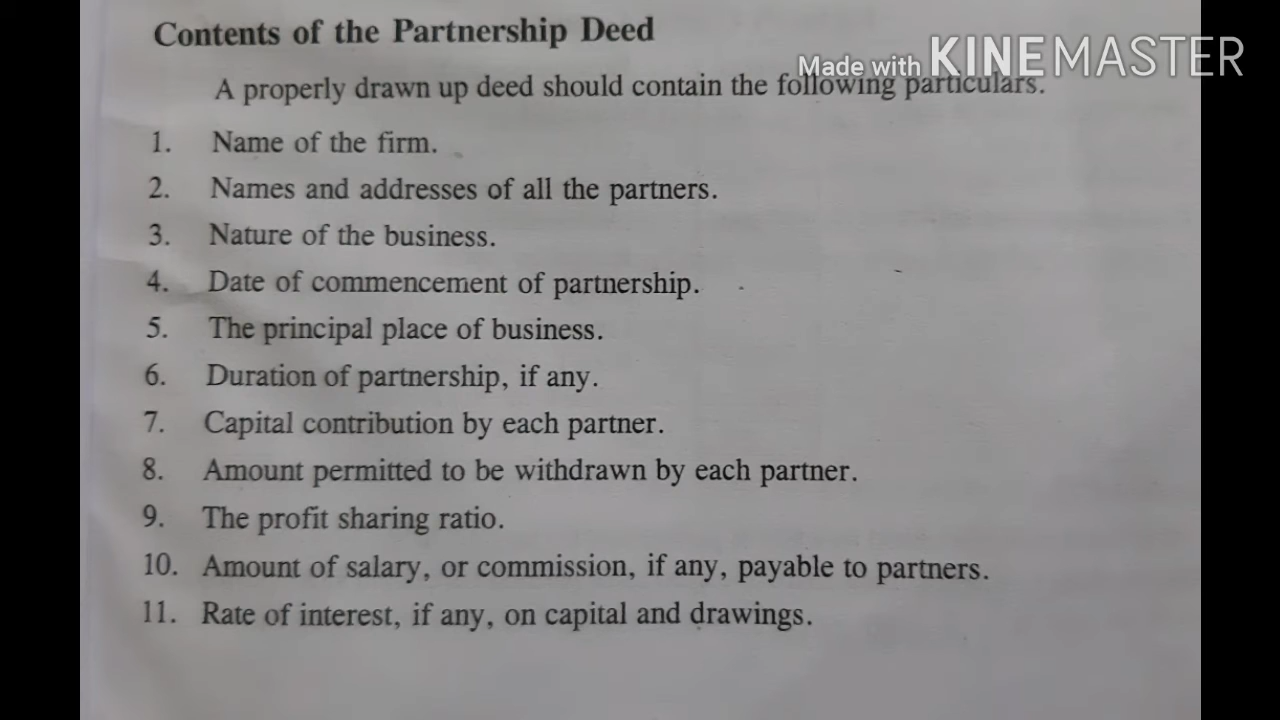 Contents of the Partnership Deed
Made with KINEMASTER
A properly drawn up deed should contain the following particulars.
1. Name of the firm.
2. Names and addresses of all the partners.
3. Nature of the business.
4. Date of commencement of partnership.
5. The principal place of business.
6. Duration of partnership, if any.
7. Capital contribution by each partner.
8. Amount permitted to be withdrawn by each partner.
9. The profit sharing ratio.
10. Amount of salary, or commission, if any, payable to partners.
11. Rate of interest, if any, on capital and drawings.